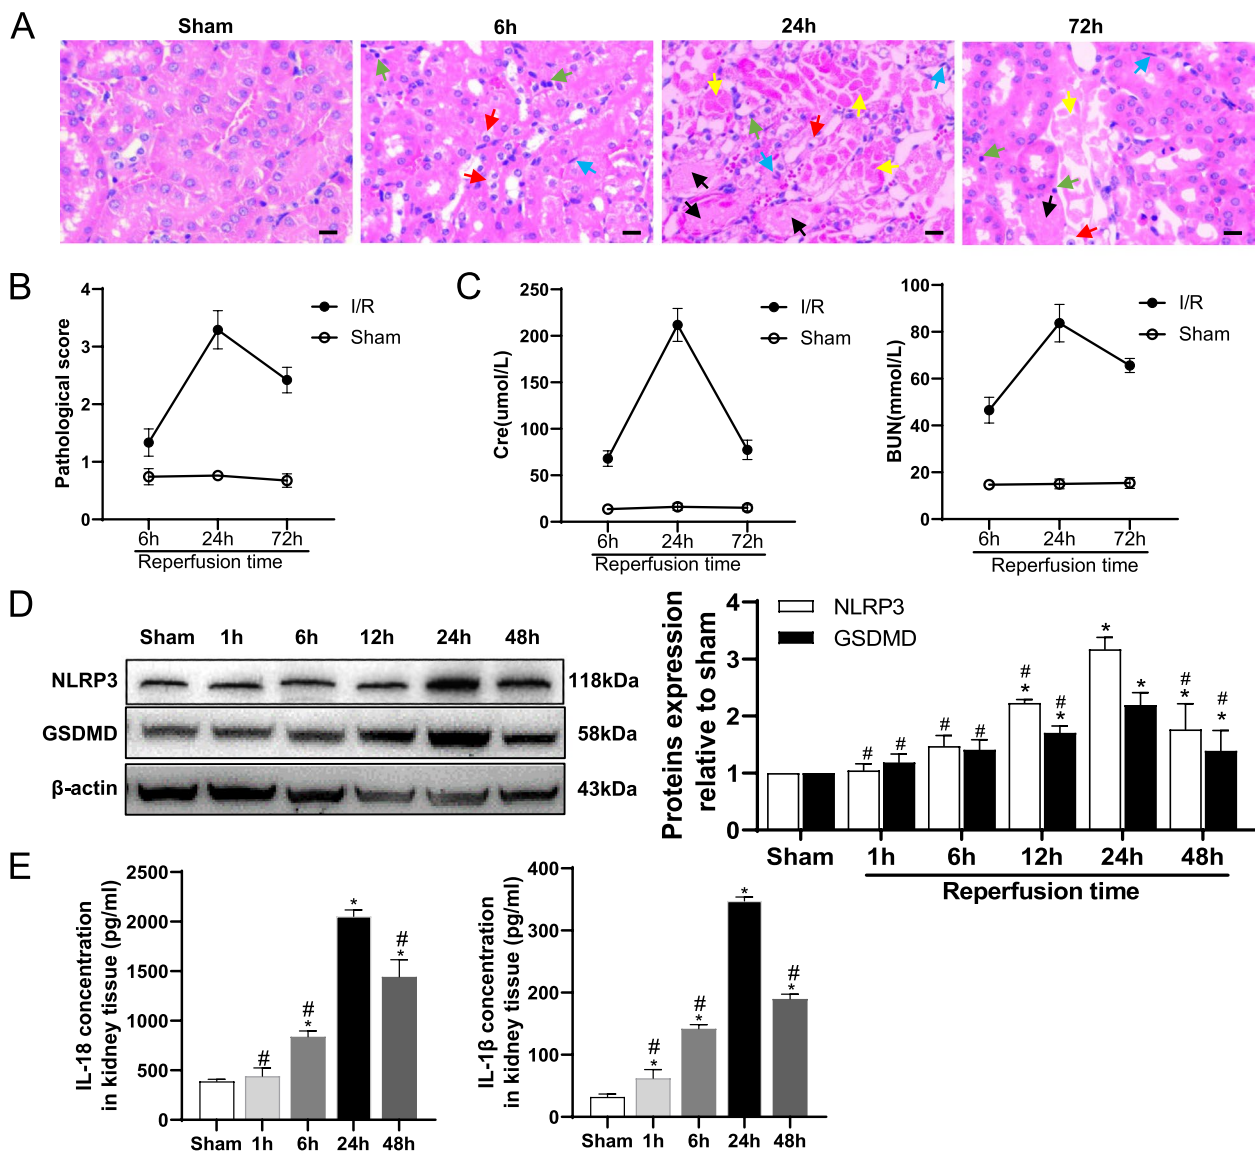 A
Sham
6h
24h
72h
B
Pathological score
4
3
2
1
0
I/R
Sham
6h
24h
72h
Reperfusion time
C
Cre(umol/L)
250
200
150
100
50
0
I/R
Sham
6h
24h
72h
Reperfusion time
BUN(mmol/L)
100
80
60
40
20
0
I/R
Sham
6h
24h
72h
Reperfusion time
D
Sham 1h 6h 12h 24h 48h
NLRP3 118kDa
GSDMD 58kDa
β-actin 43kDa
Proteins expression
relative to sham
4
3
2
1
0
NLRP3
GSDMD
# # # # # * # * * * # * # *
Sham 1h 6h 12h 24h 48h
Reperfusion time
E
IL-18 concentration
in kidney tissue (pg/ml)
2500
2000
1500
1000
500
0
# # * * # *
Sham 1h 6h 24h 48h
IL-1β concentration
in kidney tissue (pg/ml)
400
300
200
100
0
# * # * * # *
Sham 1h 6h 24h 48h